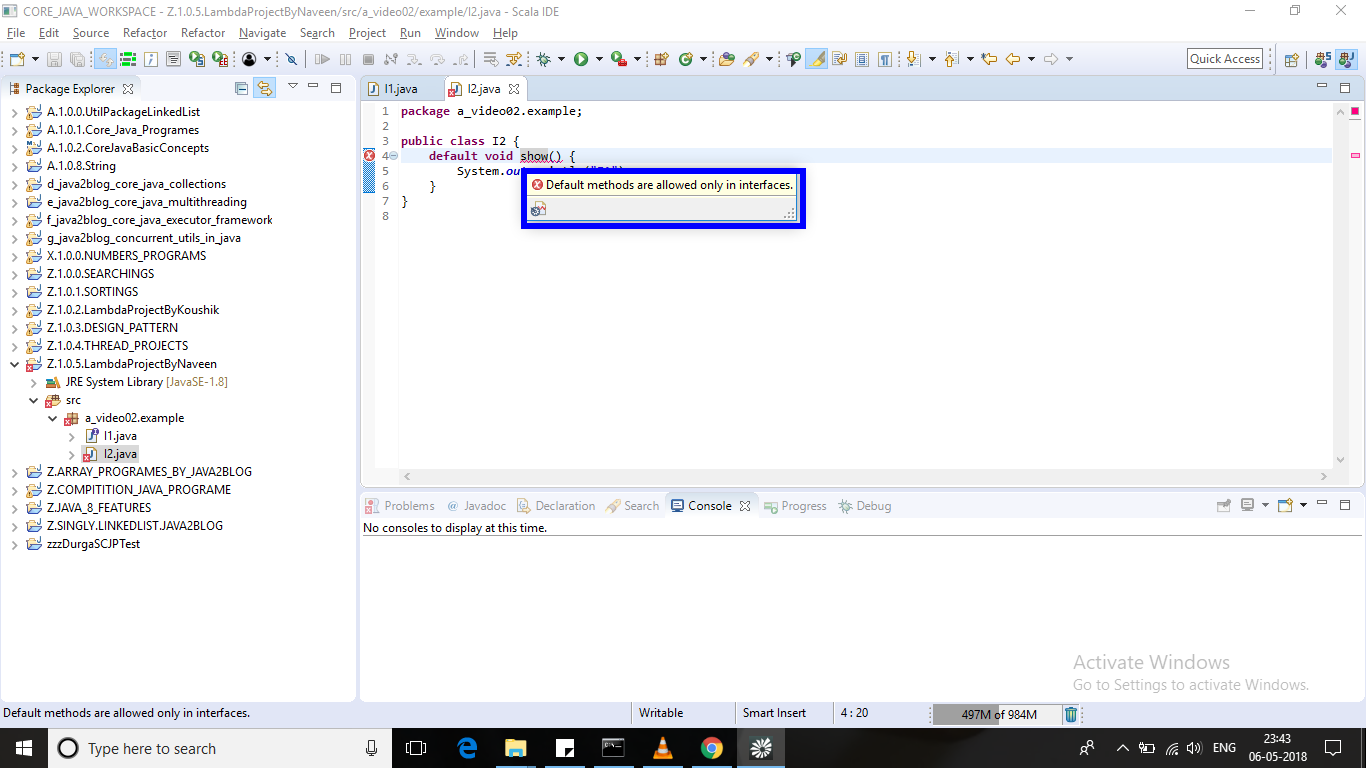 CORE_JAVA_WORKSPACE - Z.1.0.5.LambdaProjectByNaveen/src/a_video02/example/I2.java - Scala IDE
File Edit Source Refactor Refactor Navigate Search Project Run Window Help
Quick Access
Package Explorer
A.1.0.0.UtilPackageLinkedList
A.1.0.1.Core_Java_Programes
A.1.0.2.CoreJavaBasicConcepts
A.1.0.8.String
d_java2blog_core_java_collections
e_java2blog_core_java_multithreading
f_java2blog_core_java_executor_framework
g_java2blog_concurrent_utils_in_java
X.1.0.0.NUMBERS_PROGRAMS
Z.1.0.0.SEARCHINGS
Z.1.0.1.SORTINGS
Z.1.0.2.LambdaProjectByKoushik
Z.1.0.3.DESIGN_PATTERN
Z.1.0.4.THREAD_PROJECTS
Z.1.0.5.LambdaProjectByNaveen
JRE System Library [JavaSE-1.8]
src
a_video02.example
I1.java
I2.java
Z.ARRAY_PROGRAMES_BY_JAVA2BLOG
Z.COMPITITION_JAVA_PROGRAME
Z.JAVA_8_FEATURES
Z.SINGLY.LINKEDLIST.JAVA2BLOG
zzzDurgaSCJPTest
I1.java I2.java
1 package a_video02.example;
2
3 public class I2 {
4 default void show() {
5 System.ou
6 }
7 }
8
Default methods are allowed only in interfaces.
Problems @ Javadoc Declaration Search Console Progress Debug
No consoles to display at this time.
Activate Windows
Go to Settings to activate Windows.
Default methods are allowed only in interfaces. Writable Smart Insert 4 : 20 497M of 984M
Type here to search
ENG 23:43
06-05-2018